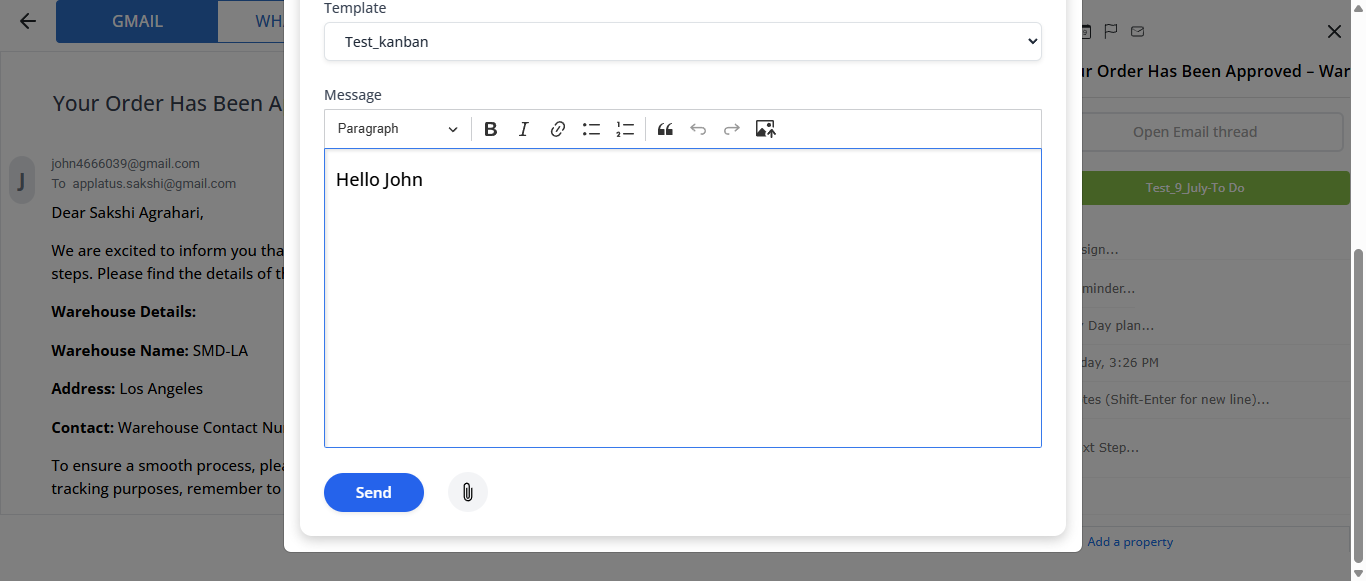 GMAIL
WH
Your Order Has Been A
J
john4666039@gmail.com
To applatus.sakshi@gmail.com
Dear Sakshi Agrahari,
We are excited to inform you tha
steps. Please find the details of t
Warehouse Details:
Warehouse Name: SMD-LA
Address: Los Angeles
Contact: Warehouse Contact Nu
To ensure a smooth process, plea
tracking purposes, remember to
Template
Test_kanban
Message
Paragraph
B I
Hello John
Send
ur Order Has Been Approved – War
Open Email thread
Test_9_July-To Do
sign...
minder...
Day plan...
day, 3:26 PM
tes (Shift-Enter for new line)...
xt Step...
Add a property